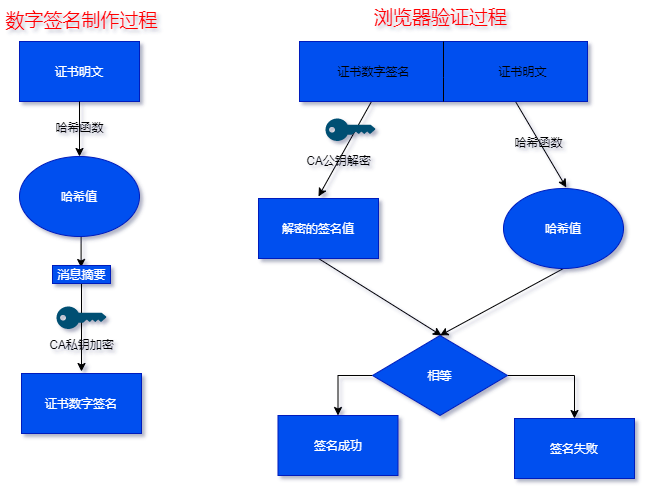 数字签名制作过程
证书明文
哈希函数
哈希值
消息摘要
CA私钥加密
证书数字签名
浏览器验证过程
证书数字签名
证书明文
CA公钥解密
哈希函数
解密的签名值
哈希值
相等
签名成功
签名失败